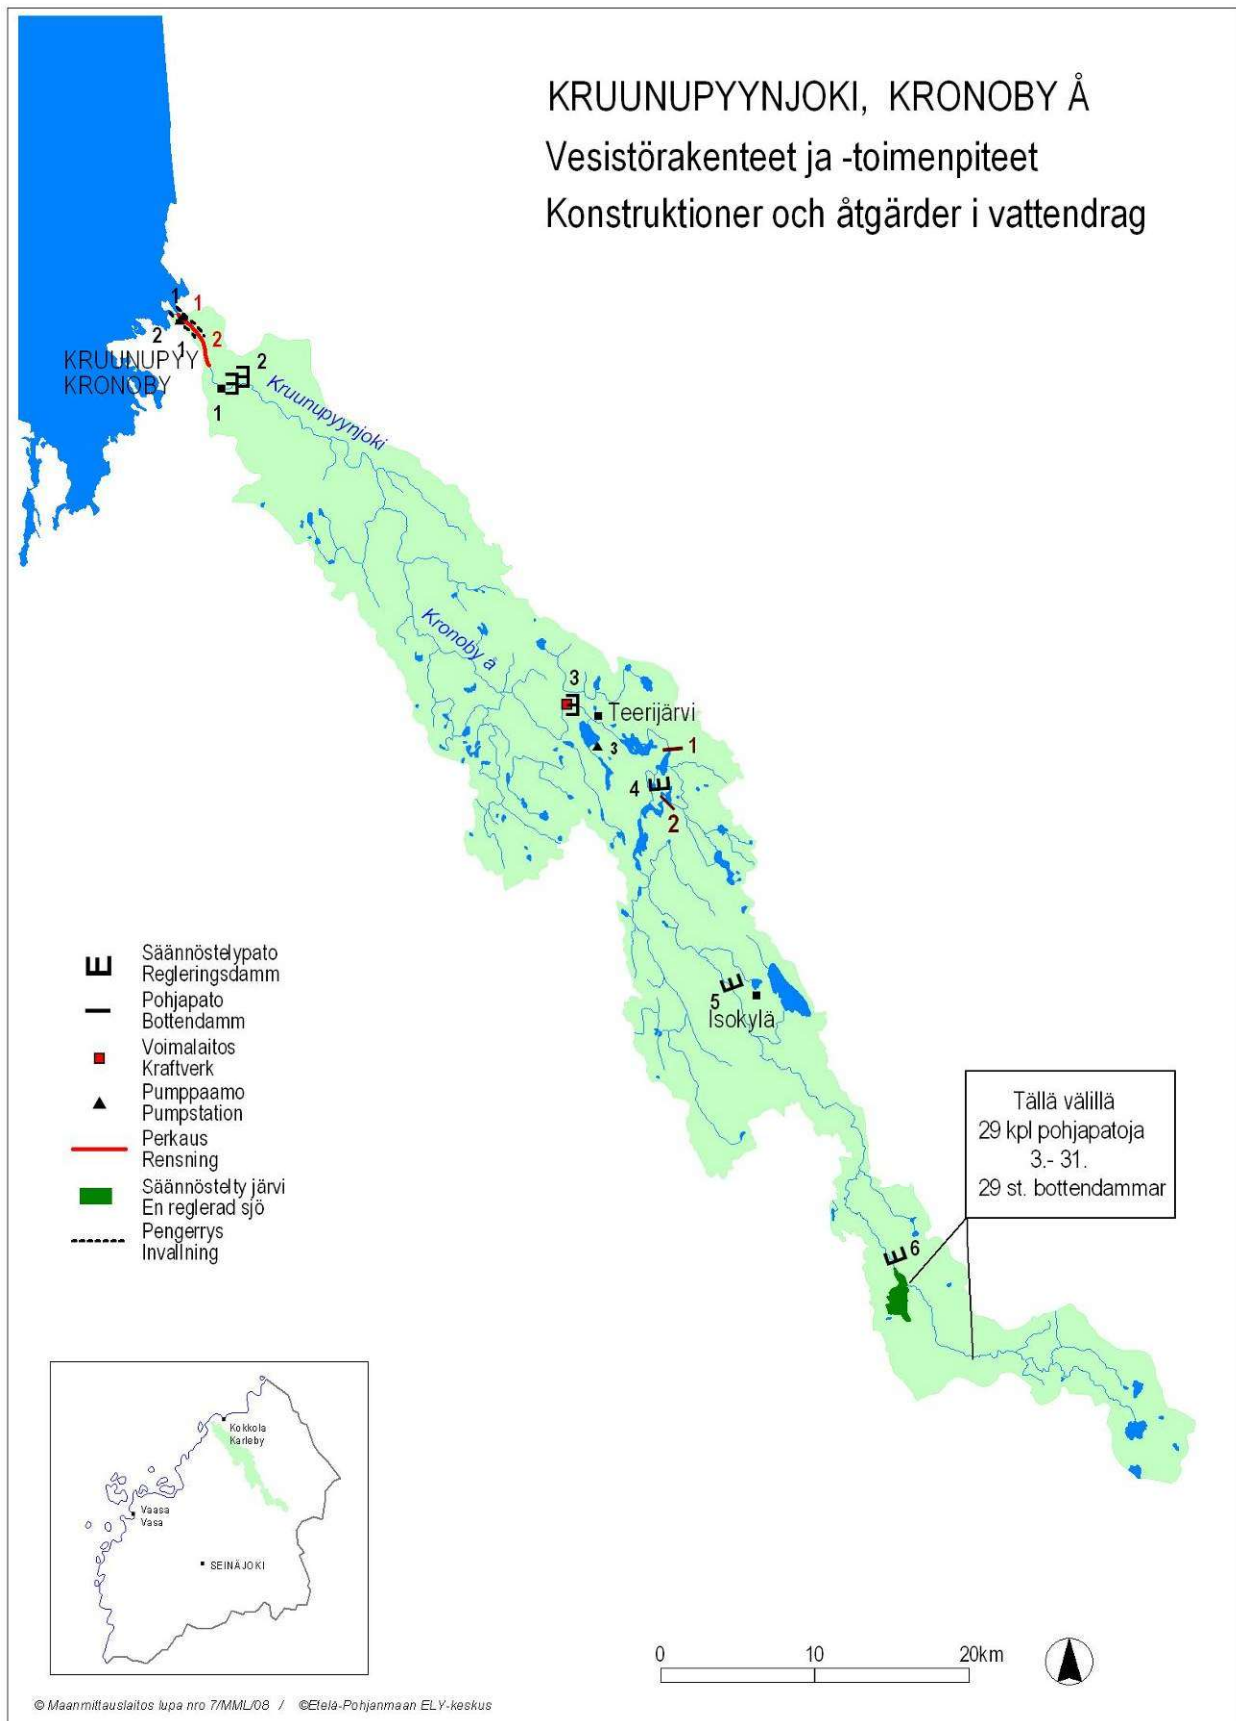 KRUUNUPYYNJOKI, KRONOBY Å
Vesistörakenteet ja -toimenpiteet
Konstruktioner och åtgärder i vattendrag
1
1
2
1
2
KRUUNUPYY
KRONOBY
2
1
Kruunupyynjoki
Kronoby å
3
Teerijärvi
3
1
4
2
5
Isokylä
6
Tällä välillä
29 kpl pohjapatoja
3.- 31.
29 st. bottendammar
Säännöstelypato
Regleringsdamm
Pohjapato
Bottendamm
Voimalaitos
Kraftverk
Pumppaamo
Pumpstation
Perkaus
Rensning
Säännöstelty järvi
En reglerad sjö
Pengerrys
Invallning
Kokkola
Karleby
Vaasa
Vasa
SEINÄJOKI
0 10 20km
© Maanmittauslaitos lupa nro 7/MML/08 / ©Etelä-Pohjanmaan ELY-keskus